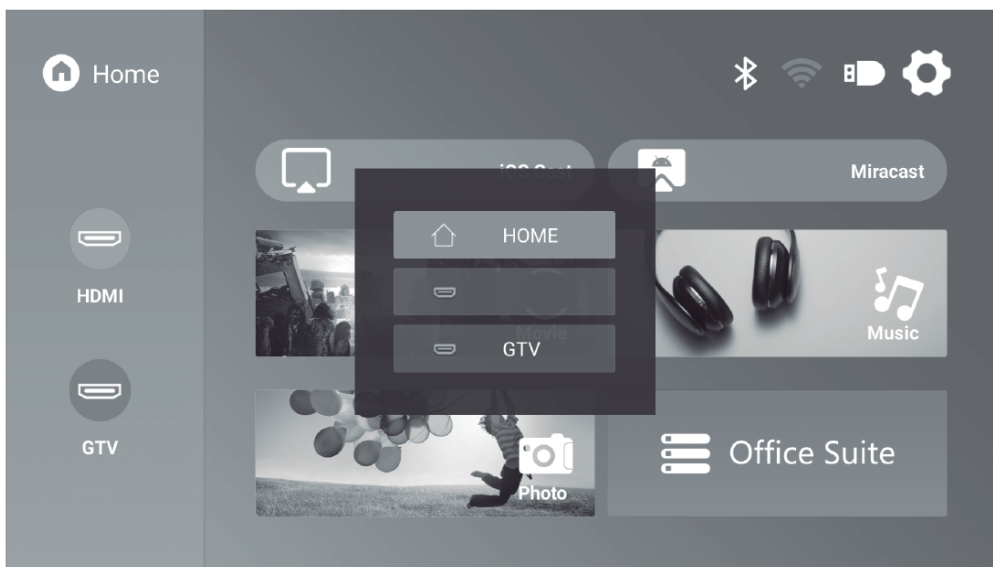 Home
iOS Cast
Miracast
HOME
HDMI
Movie
Music
GTV
GTV
Photo
Office Suite